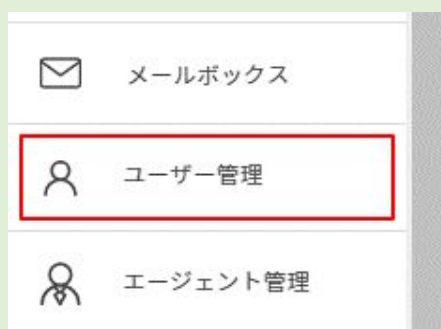 メールボックス
ユーザー管理
エージェント管理